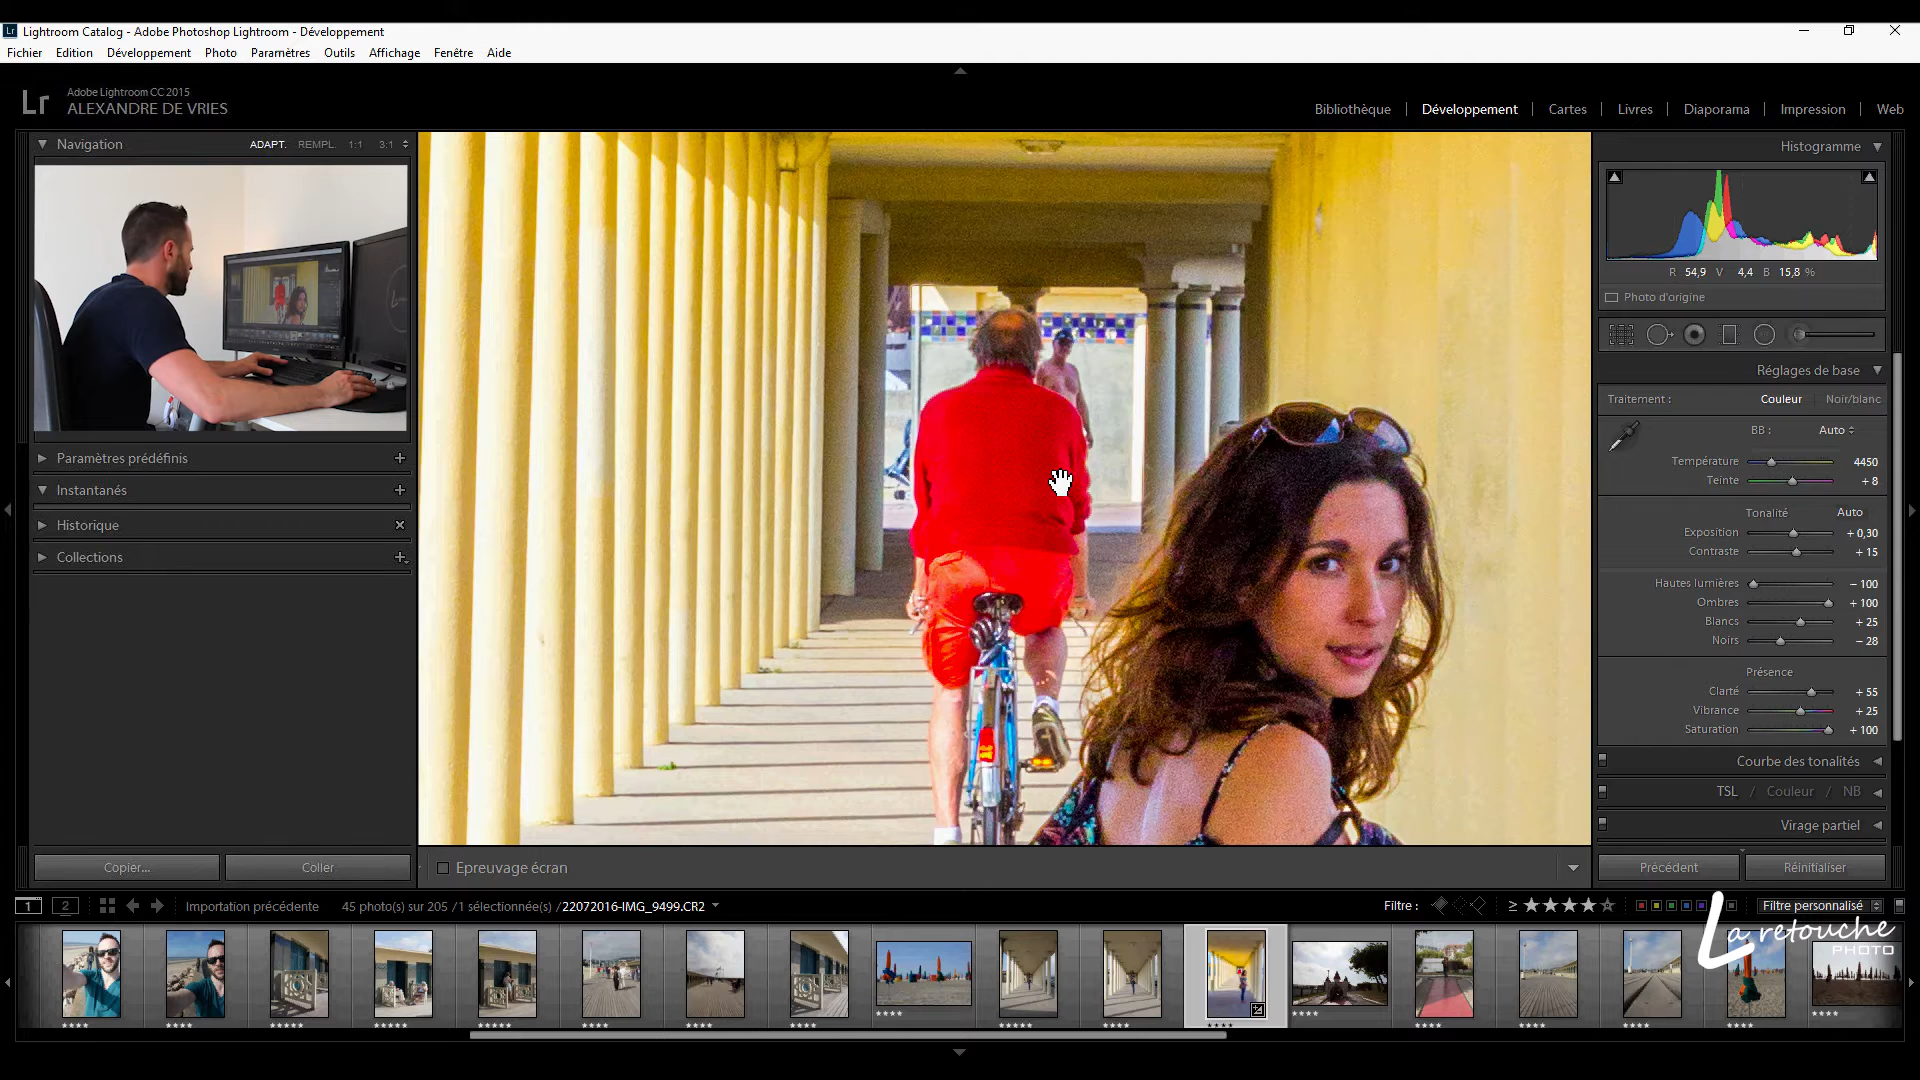 Lightroom Catalog - Adobe Photoshop Lightroom - Développement
Fichier Edition Développement Photo Paramètres Outils Affichage Fenêtre Aide
Lr Adobe Lightroom CC 2015
ALEXANDRE DE VRIES
Bibliothèque Développement Cartes Livres Diaporama Impression Web
Navigation ADAPT. REMPL. 1:1 3:1
Histogramme
R 54,9 V 4,4 B 15,8 %
Photo d'origine
Réglages de base
Traitement : Couleur Noir/blanc
BB : Auto
Température 4450
Teinte + 8
Tonalité Auto
Exposition + 0,30
Contraste + 15
Hautes lumières – 100
Ombres + 100
Blancs + 25
Noirs – 28
Présence
Clarté + 55
Vibrance + 25
Saturation + 100
Courbe des tonalités
TSL / Couleur / NB
Virage partiel
Précédent Réinitialiser
Paramètres prédéfinis
Instantanés
Historique
Collections
Copier... Coller
Epreuvage écran
1 2 Importation précédente 45 photo(s) sur 205 /1 sélectionnée(s) /22072016-IMG_9499.CR2
Filtre : ≥ Filtre personnalisé
La retouche
PHOTO